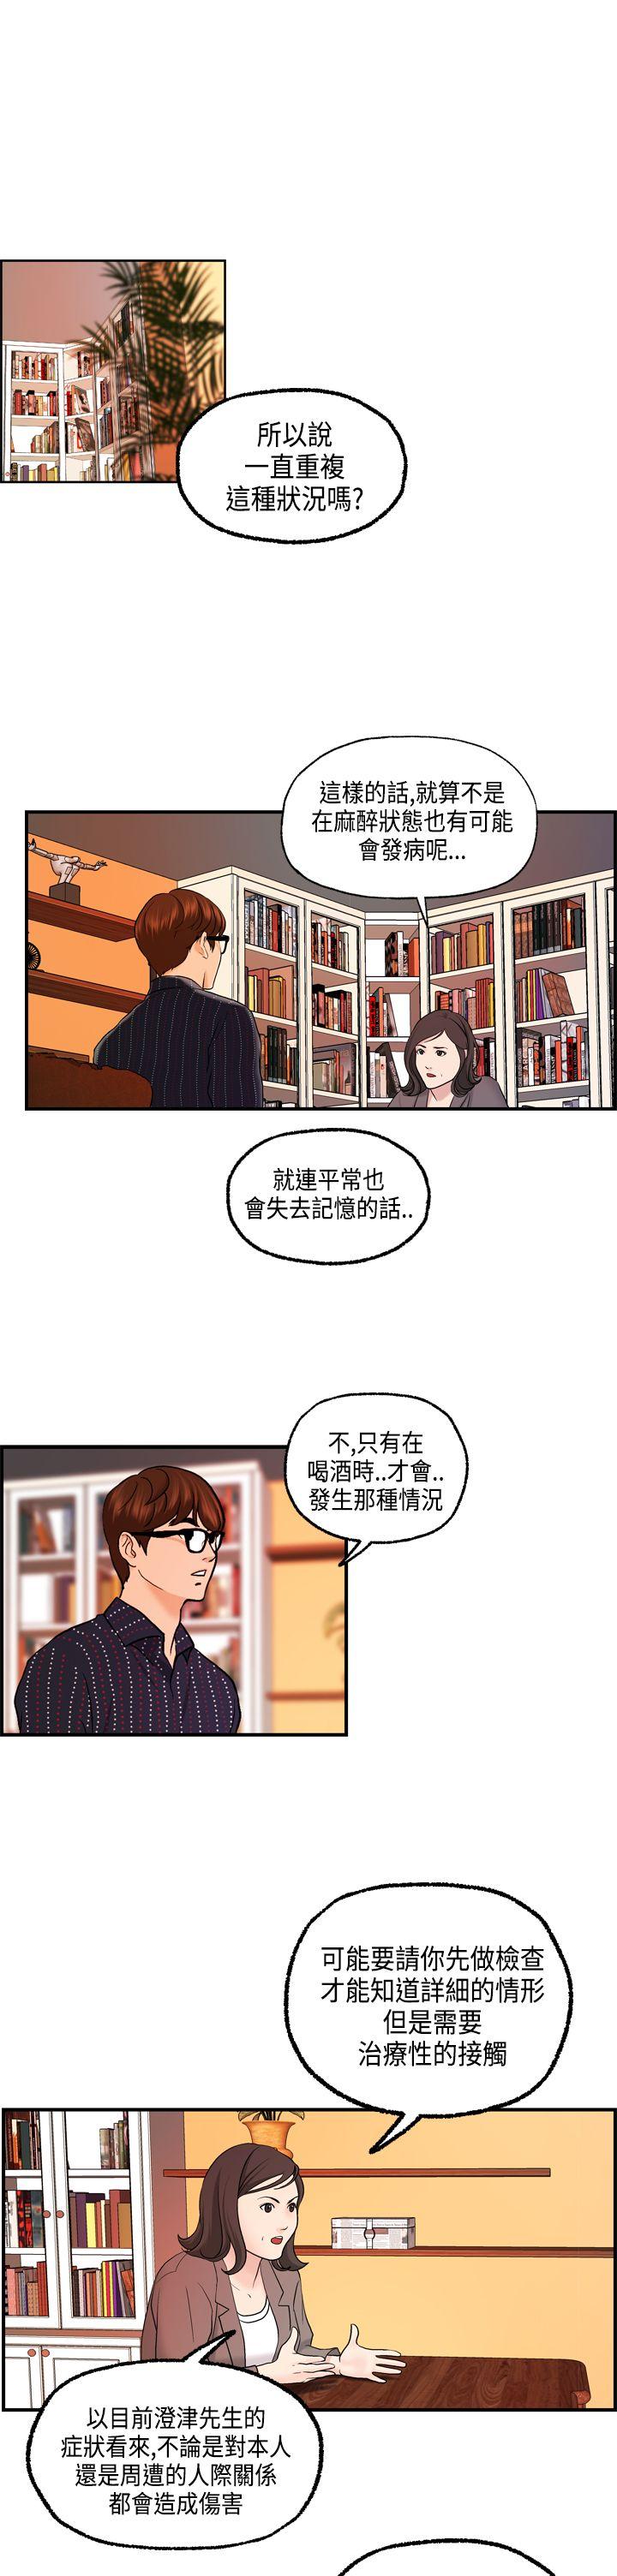 所以說
一直重複
這種狀況嗎?
這樣的話,就算不是
在麻醉狀態也有可能
會發病呢...
就連平常也
會失去記憶的話..
不,只有在
喝酒時..才會..
發生那種情況
可能要請你先做檢查
才能知道詳細的情形
但是需要
治療性的接觸
以目前澄津先生的
症狀看來,不論是對本人
還是周遭的人際關係
都會造成傷害